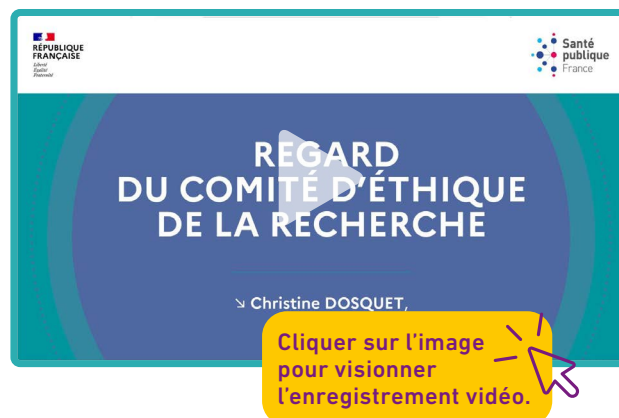 RÉPUBLIQUE
FRANÇAISE
Liberté
Égalité
Fraternité
Santé
publique
France
REGARD
DU COMITÉ D'ÉTHIQUE
DE LA RECHERCHE
↘ Christine DOSQUET,
Cliquer sur l'image
pour visionner
l'enregistrement vidéo.